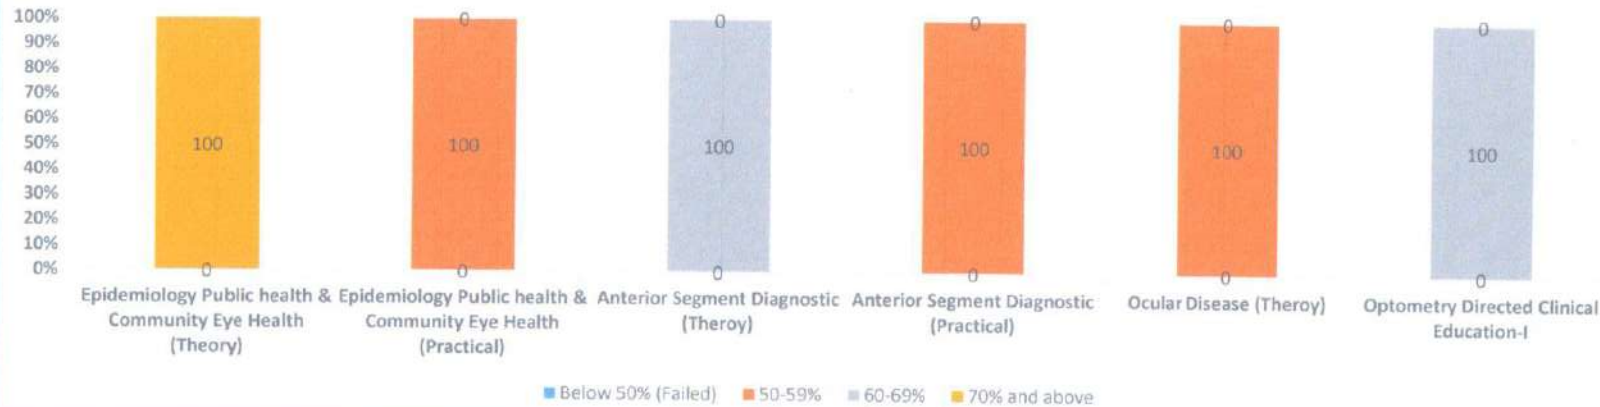 100%
90%
80%
70%
60%
50%
40%
30%
20%
10%
0%
100
0
0
100
0
0
100
0
0
100
0
0
100
0
0
100
0
Epidemiology Public health &
Community Eye Health
(Theory)
Epidemiology Public health &
Community Eye Health
(Practical)
Anterior Segment Diagnostic
(Theroy)
Anterior Segment Diagnostic
(Practical)
Ocular Disease (Theroy)
Optometry Directed Clinical
Education-I
Below 50% (Failed) 50-59% 60-69% 70% and above